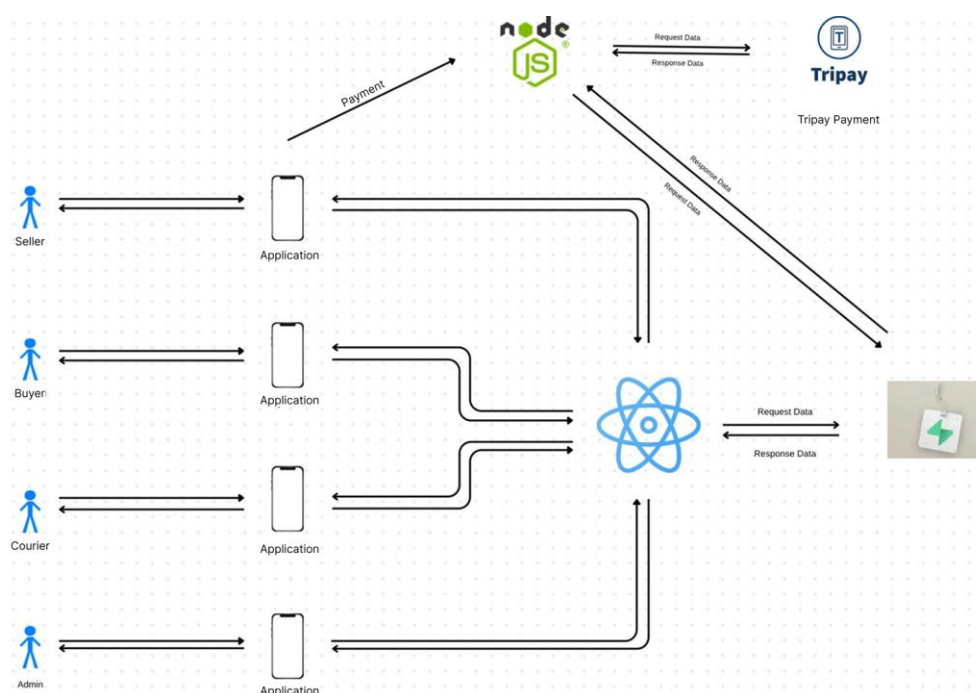 node
JS
®
Request Data
Response Data
T
Tripay
Tripay Payment
Payment
Response Data
Request Data
Seller
Application
Buyer
Application
Request Data
Response Data
Courier
Application
Admin
Application